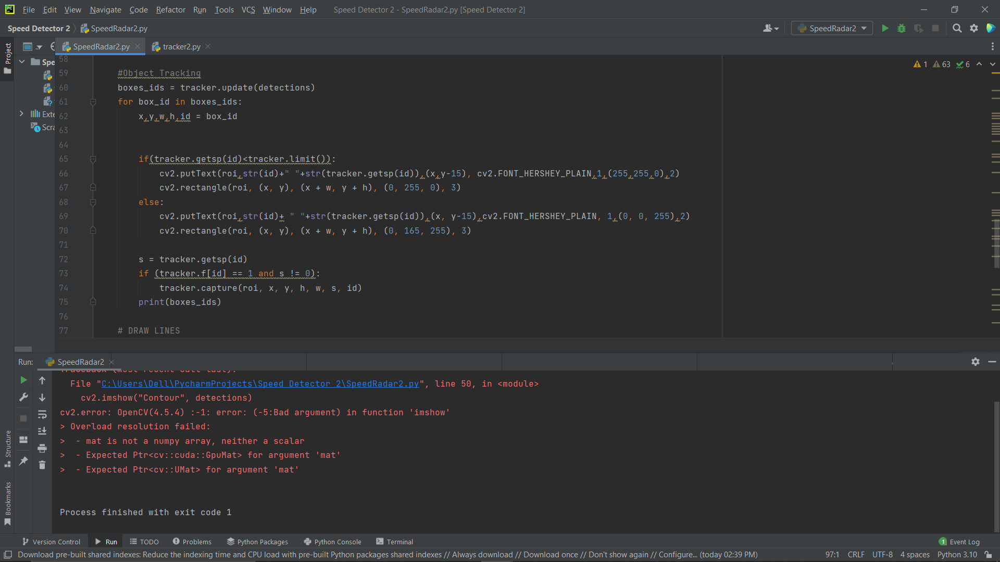 File Edit View Navigate Code Refactor Run Tools VCS Window Help Speed Detector 2 - SpeedRadar2.py [Speed Detector 2]
Speed Detector 2 SpeedRadar2.py SpeedRadar2
Project
SpeedRadar2.py tracker2.py
Spe
Exte
Scra
1 63 6
58
59 #Object Tracking
60 boxes_ids = tracker.update(detections)
61 for box_id in boxes_ids:
62 x,y,w,h,id = box_id
63
64
65 if(tracker.getsp(id)<tracker.limit()):
66 cv2.putText(roi,str(id)+" "+str(tracker.getsp(id)),(x,y-15), cv2.FONT_HERSHEY_PLAIN,1,(255,255,0),2)
67 cv2.rectangle(roi, (x, y), (x + w, y + h), (0, 255, 0), 3)
68 else:
69 cv2.putText(roi,str(id)+ " "+str(tracker.getsp(id)),(x, y-15),cv2.FONT_HERSHEY_PLAIN, 1,(0, 0, 255),2)
70 cv2.rectangle(roi, (x, y), (x + w, y + h), (0, 165, 255), 3)
71
72 s = tracker.getsp(id)
73 if (tracker.f[id] == 1 and s != 0):
74 tracker.capture(roi, x, y, h, w, s, id)
75 print(boxes_ids)
76
77 # DRAW LINES
Run: SpeedRadar2
Traceback (most recent call last):
File "C:\Users\Dell\PycharmProjects\Speed Detector 2\SpeedRadar2.py", line 50, in <module>
cv2.imshow("Contour", detections)
cv2.error: OpenCV(4.5.4) :-1: error: (-5:Bad argument) in function 'imshow'
> Overload resolution failed:
> - mat is not a numpy array, neither a scalar
> - Expected Ptr<cv::cuda::GpuMat> for argument 'mat'
> - Expected Ptr<cv::UMat> for argument 'mat'
Process finished with exit code 1
Structure
Bookmarks
Version Control Run TODO Problems Python Packages Python Console Terminal 1 Event Log
Download pre-built shared indexes: Reduce the indexing time and CPU load with pre-built Python packages shared indexes // Always download // Download once // Don't show again // Configure... (today 02:39 PM) 97:1 CRLF UTF-8 4 spaces Python 3.10